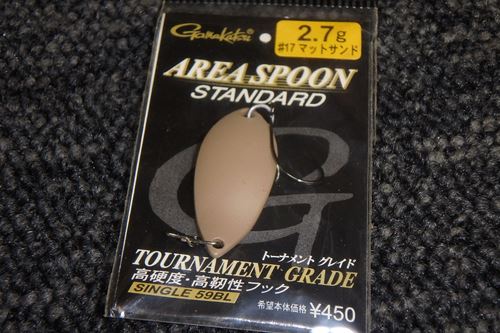 Gamakatsu
2.7g
#17 マットサンド
AREA SPOON
STANDARD
G
トーナメント グレイド
TOURNAMENT GRADE
高硬度・高靭性フック
SINGLE 59BL
希望本体価格 ¥450